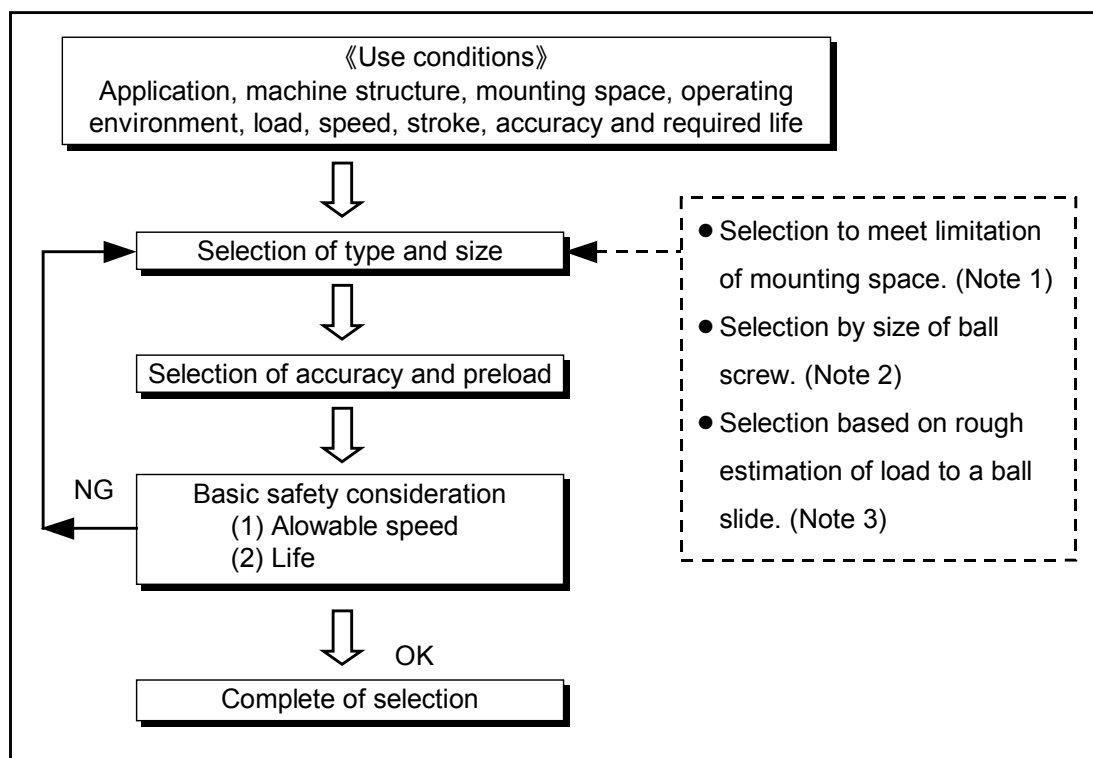 《Use conditions》
Application, machine structure, mounting space, operating
environment, load, speed, stroke, accuracy and required life
Selection of type and size
● Selection to meet limitation
of mounting space. (Note 1)
● Selection by size of ball
screw. (Note 2)
● Selection based on rough
estimation of load to a ball
slide. (Note 3)
Selection of accuracy and preload
NG
Basic safety consideration
(1) Alowable speed
(2) Life
OK
Complete of selection